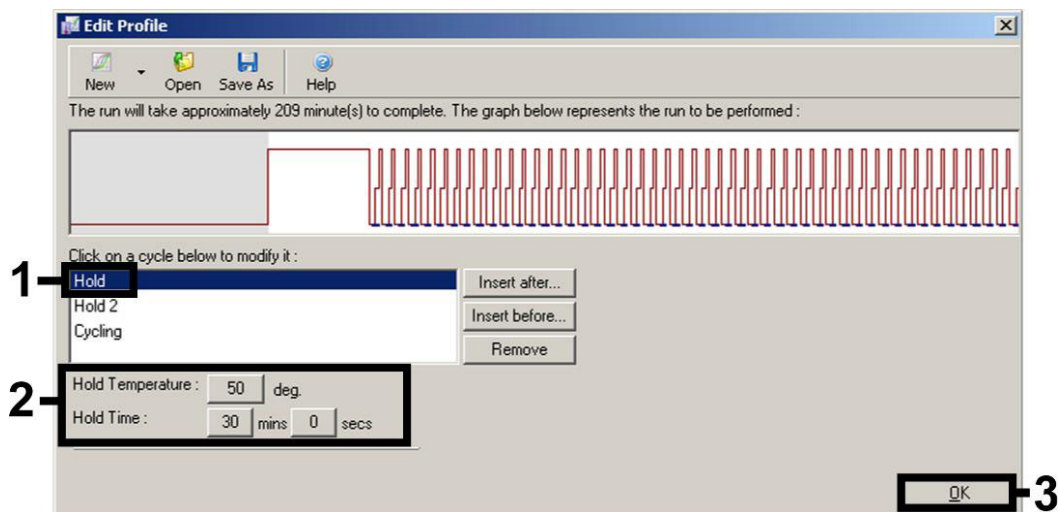 Edit Profile
New Open Save As Help
The run will take approximately 209 minute(s) to complete. The graph below represents the run to be performed :
Click on a cycle below to modify it :
1 Hold Insert after...
Hold 2 Insert before...
Cycling
Remove
2
Hold Temperature : 50 deg.
Hold Time : 30 mins 0 secs
OK 3